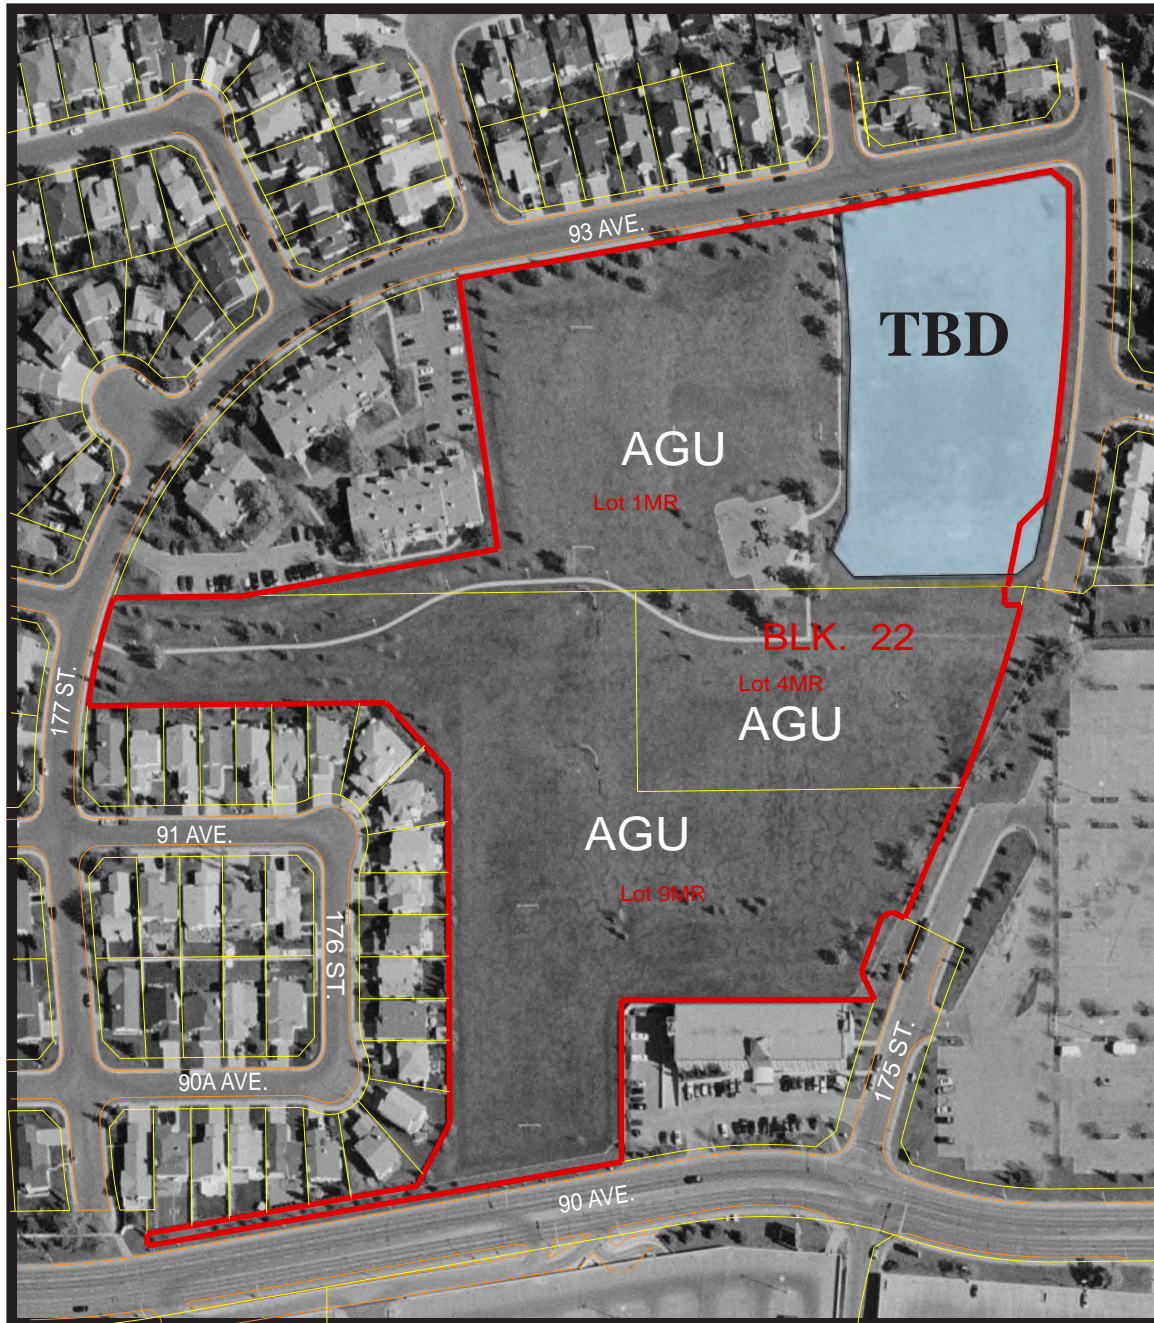 93 AVE.
TBD
AGU
Lot 1MR
BLK. 22
177 ST.
Lot 4MR
AGU
91 AVE.
AGU
Lot 9MR
176 ST.
175 ST.
90A AVE.
90 AVE.